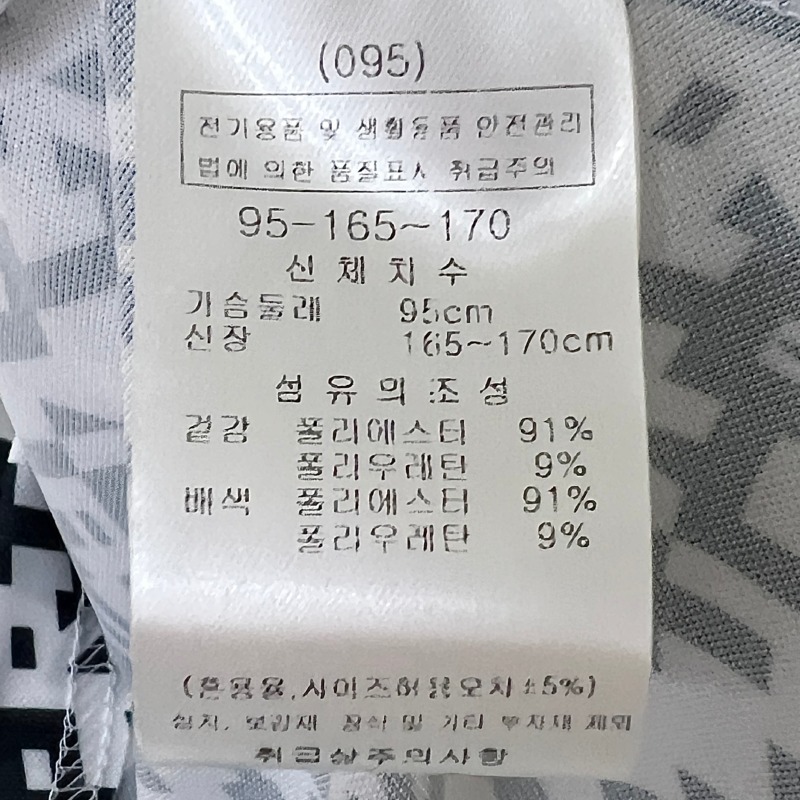 (095)
전기용품 및 생활용품 안전관리
법에 의한 품질표시 취급주의
95-165~170
신체치수
가슴둘레 95cm
신장 165~170cm
섬유의 조성
겉감 폴리에스터 91%
폴리우레탄 9%
배색 폴리에스터 91%
폴리우레탄 9%
(혼용율,사이즈허용오차 ±5%)
심지, 보강재 장식 및 기타 부자재 제외
취급상주의사항